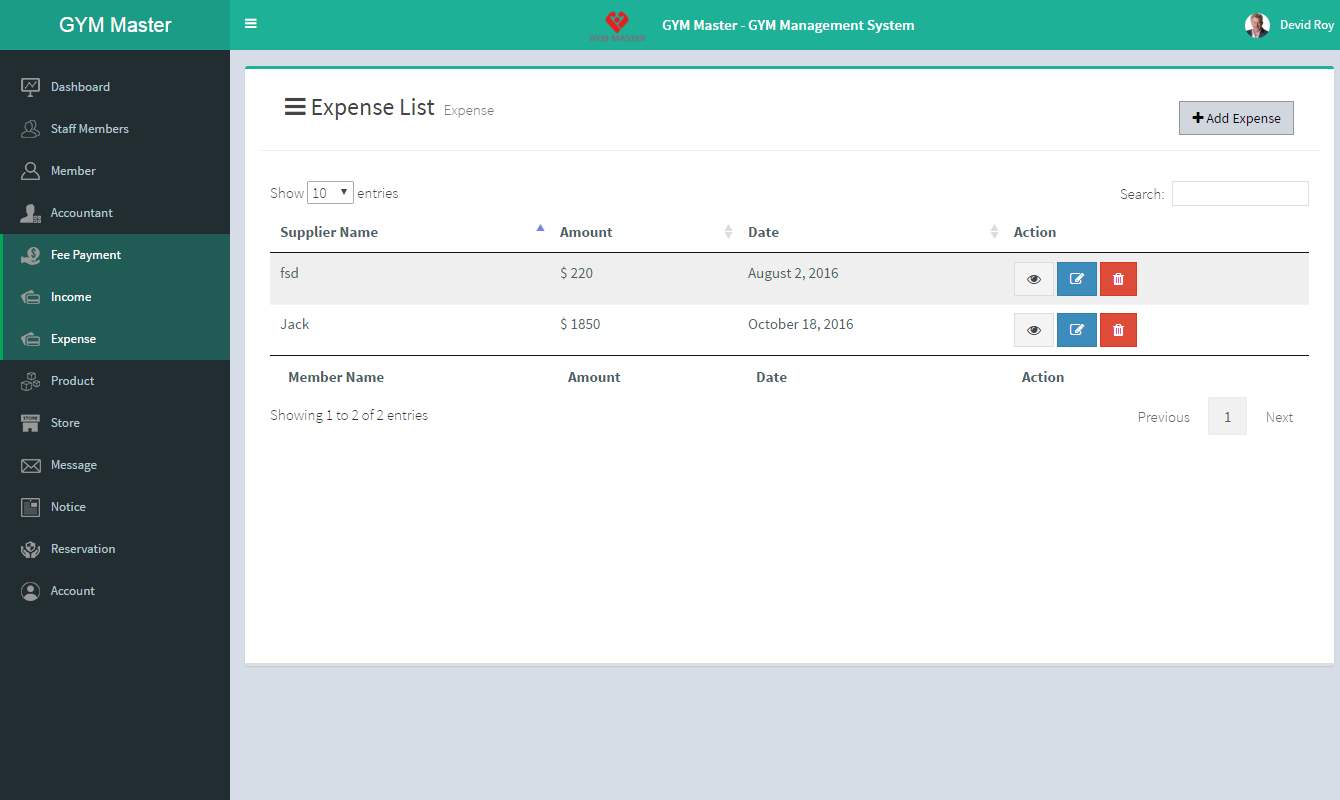 GYM Master
GYM MASTER
GYM Master - GYM Management System
Devid Roy
Dashboard
Staff Members
Member
Accountant
Fee Payment
Income
Expense
Product
STORE
Store
Message
Notice
Reservation
Account
Expense List Expense
Add Expense
Show 10 entries
Search:
Supplier Name Amount Date Action
fsd $ 220 August 2, 2016
Jack $ 1850 October 18, 2016
Member Name Amount Date Action
Showing 1 to 2 of 2 entries
Previous 1 Next